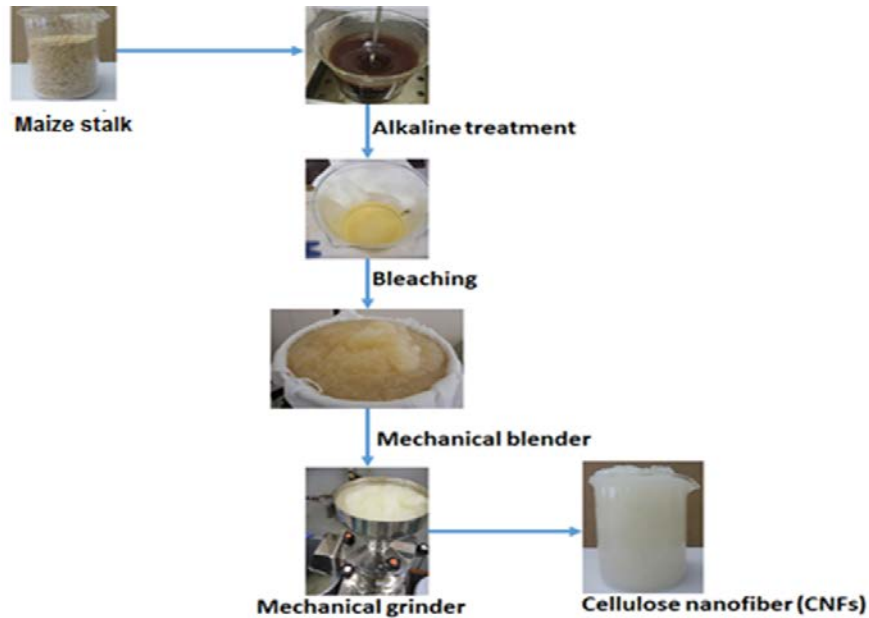 Maize stalk
Alkaline treatment
Bleaching
Mechanical blender
Mechanical grinder
Cellulose nanofiber (CNFs)